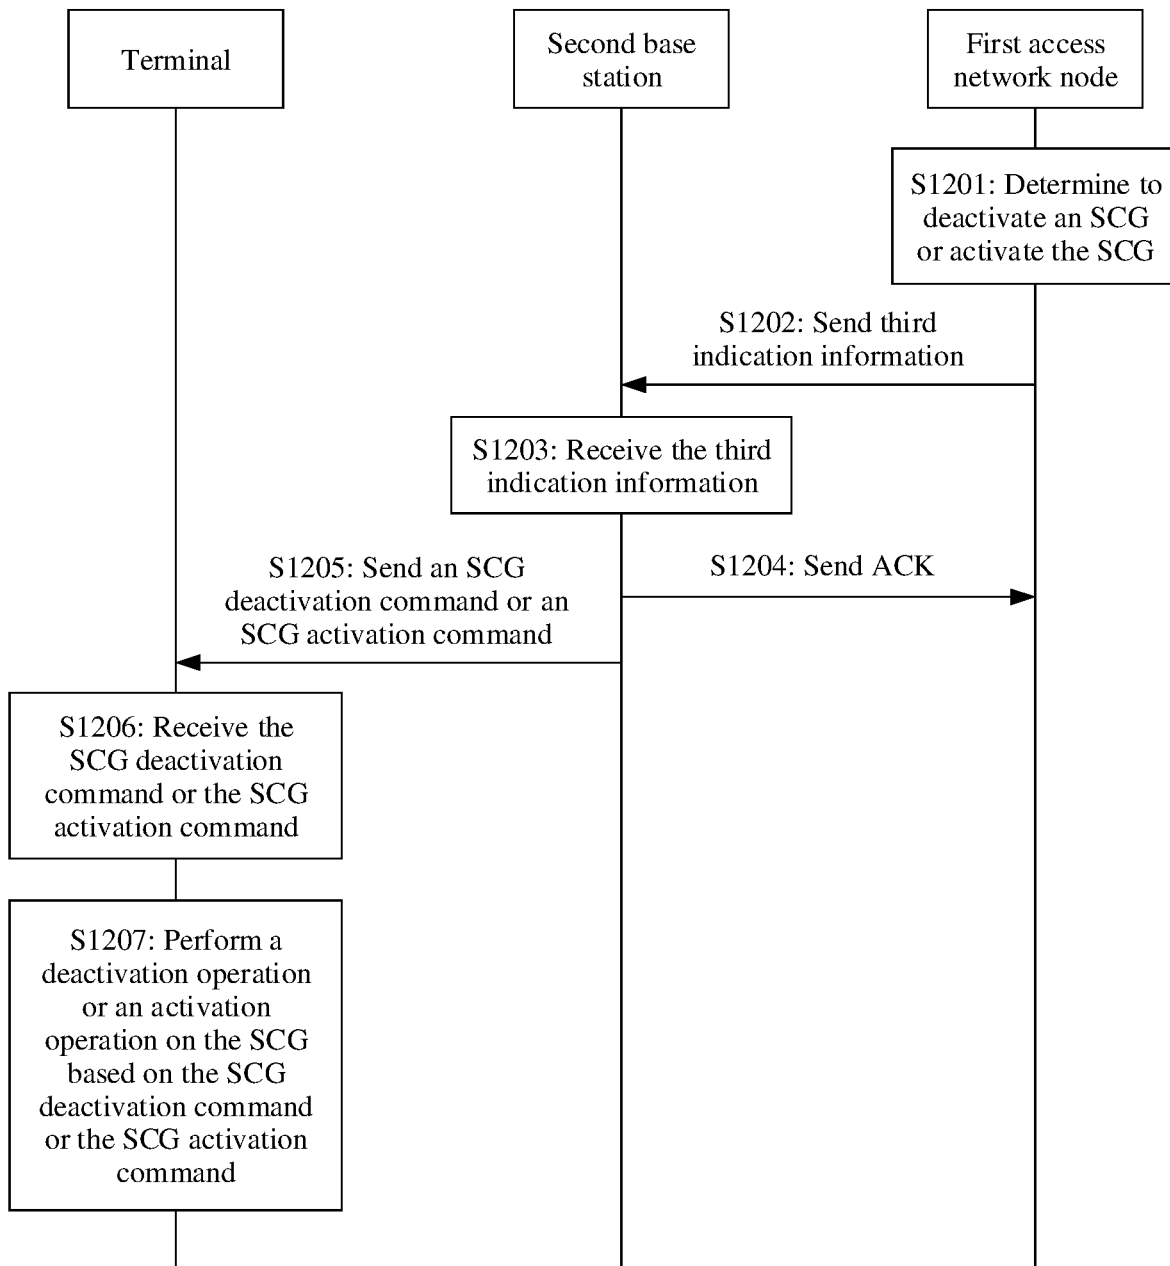 Terminal
Second base
station
First access
network node
S1201: Determine to
deactivate an SCG
or activate the SCG
S1202: Send third
indication information
S1203: Receive the third
indication information
S1204: Send ACK
S1205: Send an SCG
deactivation command or an
SCG activation command
S1206: Receive the
SCG deactivation
command or the SCG
activation command
S1207: Perform a
deactivation operation
or an activation
operation on the SCG
based on the SCG
deactivation command
or the SCG activation
command